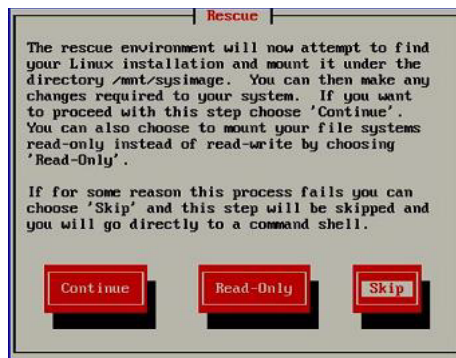 Rescue
The rescue environment will now attempt to find
your Linux installation and mount it under the
directory /mnt/sysimage. You can then make any
changes required to your system. If you want
to proceed with this step choose 'Continue'.
You can also choose to mount your file systems
read-only instead of read-write by choosing
'Read-Only'.
If for some reason this process fails you can
choose 'Skip' and this step will be skipped and
you will go directly to a command shell.
Continue Read-Only Skip